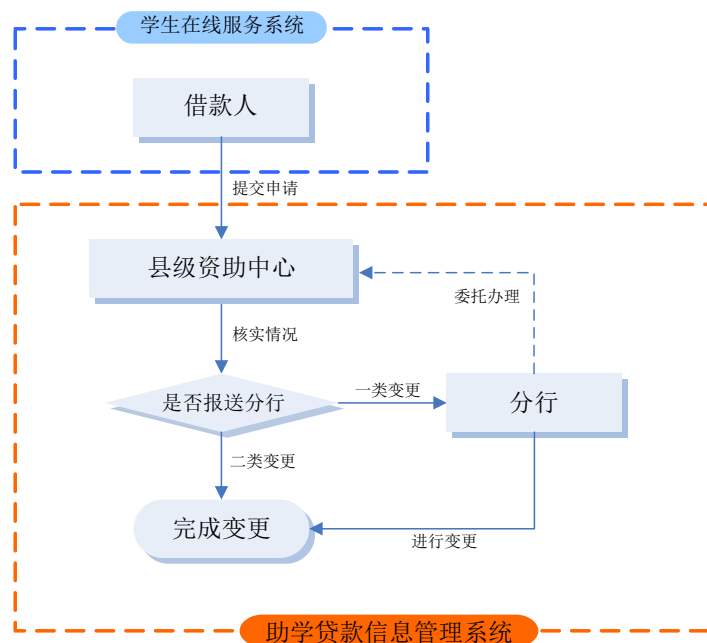 学生在线服务系统
借款人
提交申请
县级资助中心
委托办理
核实情况
是否报送分行
一类变更
分行
二类变更
完成变更
进行变更
助学贷款信息管理系统